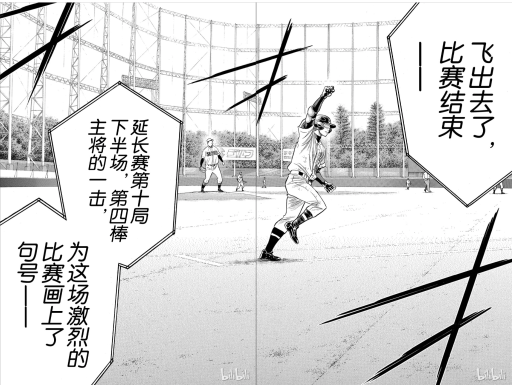 飞出去了，
比赛结束
——
延长赛第十局
下半场，第四棒
主将的一击，
为这场激烈的
比赛画上了
句号——
bilibili
bilibili